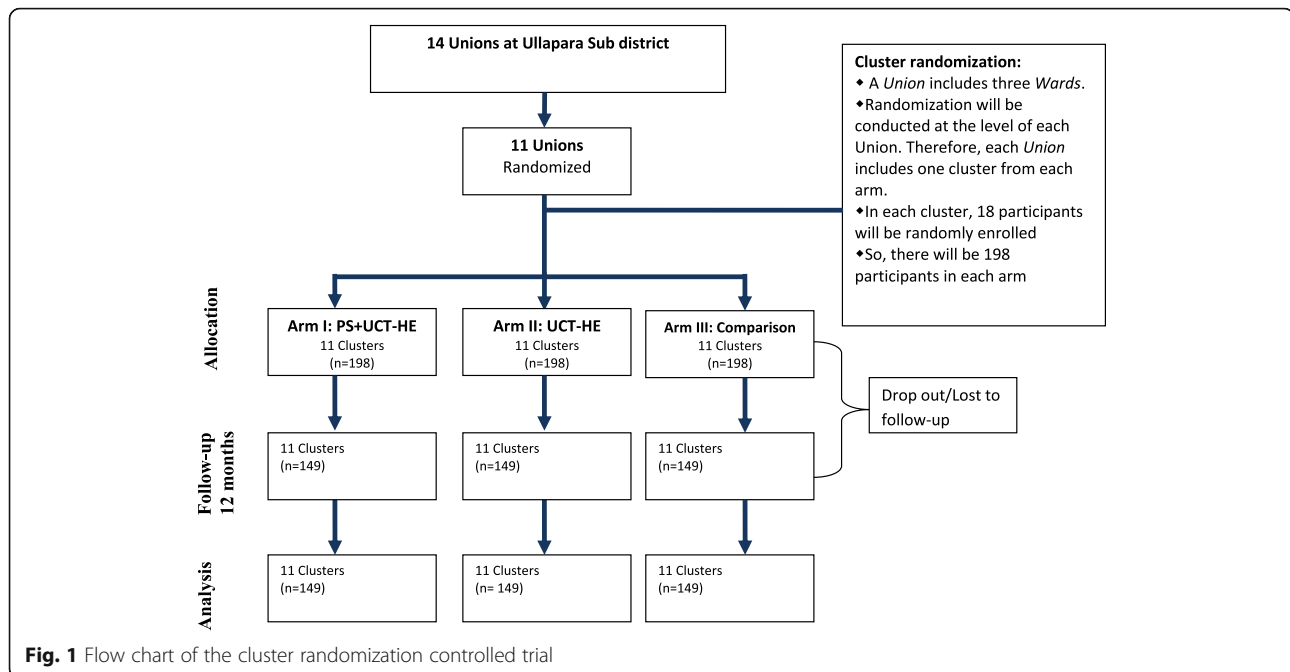 14 Unions at Ullapara Sub district
11 Unions
Randomized
Cluster randomization:
◆ A Union includes three Wards.
◆Randomization will be
conducted at the level of each
Union. Therefore, each Union
includes one cluster from each
arm.
◆In each cluster, 18 participants
will be randomly enrolled
◆So, there will be 198
participants in each arm
Allocation
Arm I: PS+UCT-HE
11 Clusters
(n=198)
Arm II: UCT-HE
11 Clusters
(n=198)
Arm III: Comparison
11 Clusters
(n=198)
Drop out/Lost to
follow-up
Follow-up
12 months
11 Clusters
(n=149)
11 Clusters
(n=149)
11 Clusters
(n=149)
Analysis
11 Clusters
(n=149)
11 Clusters
(n= 149)
11 Clusters
(n=149)
Fig. 1 Flow chart of the cluster randomization controlled trial